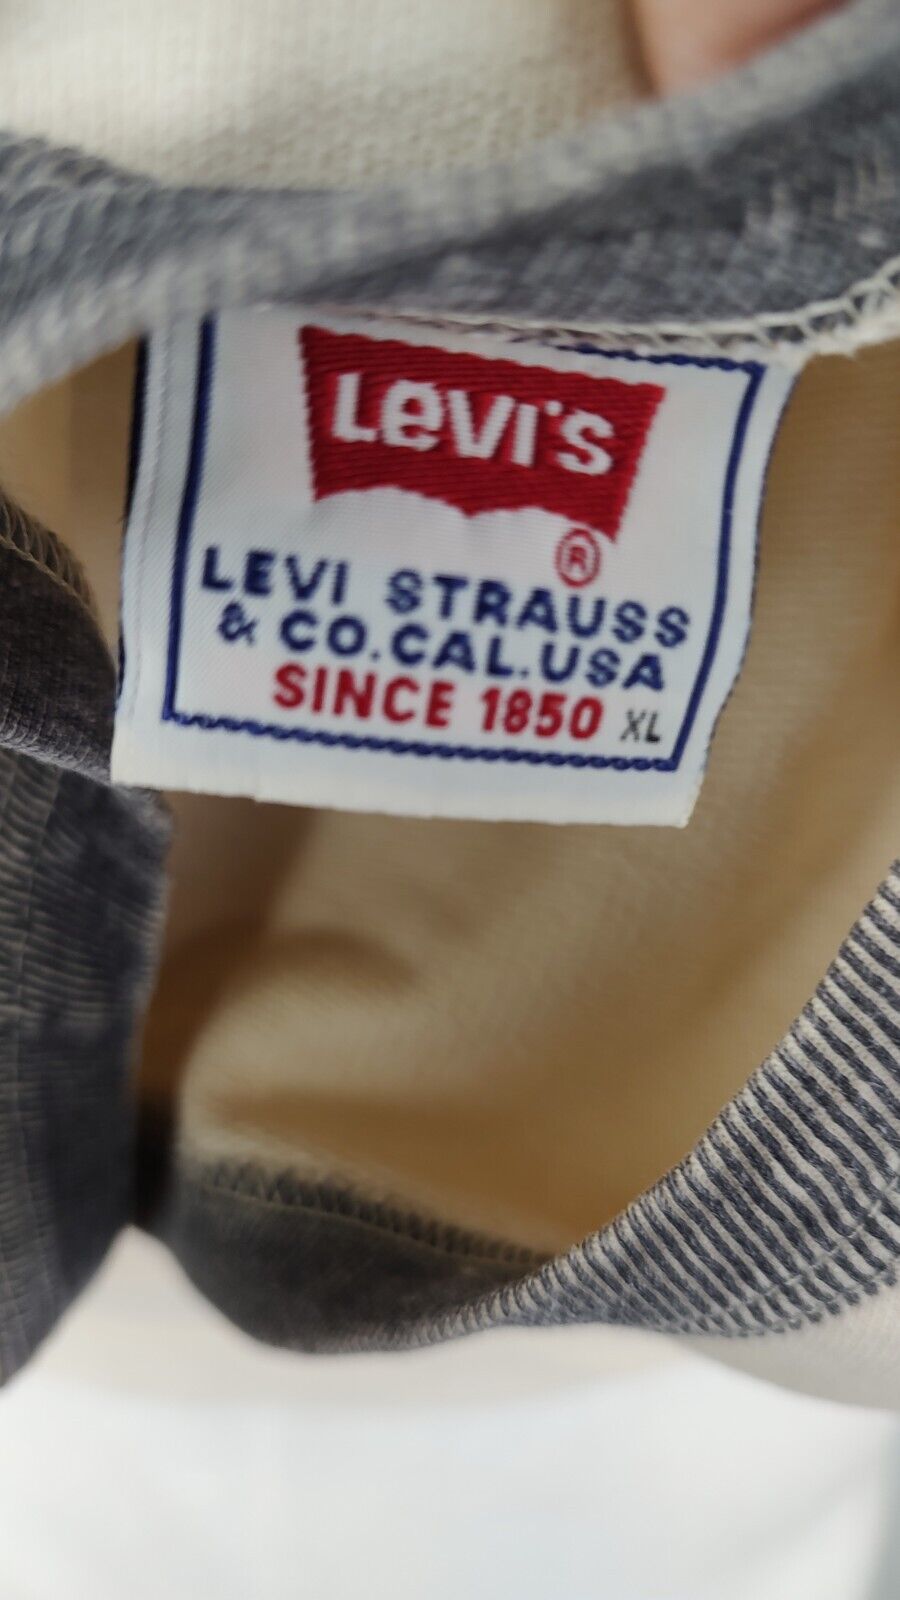 Levi's
®
LEVI STRAUSS
& CO.CAL.USA
SINCE 1850 XL